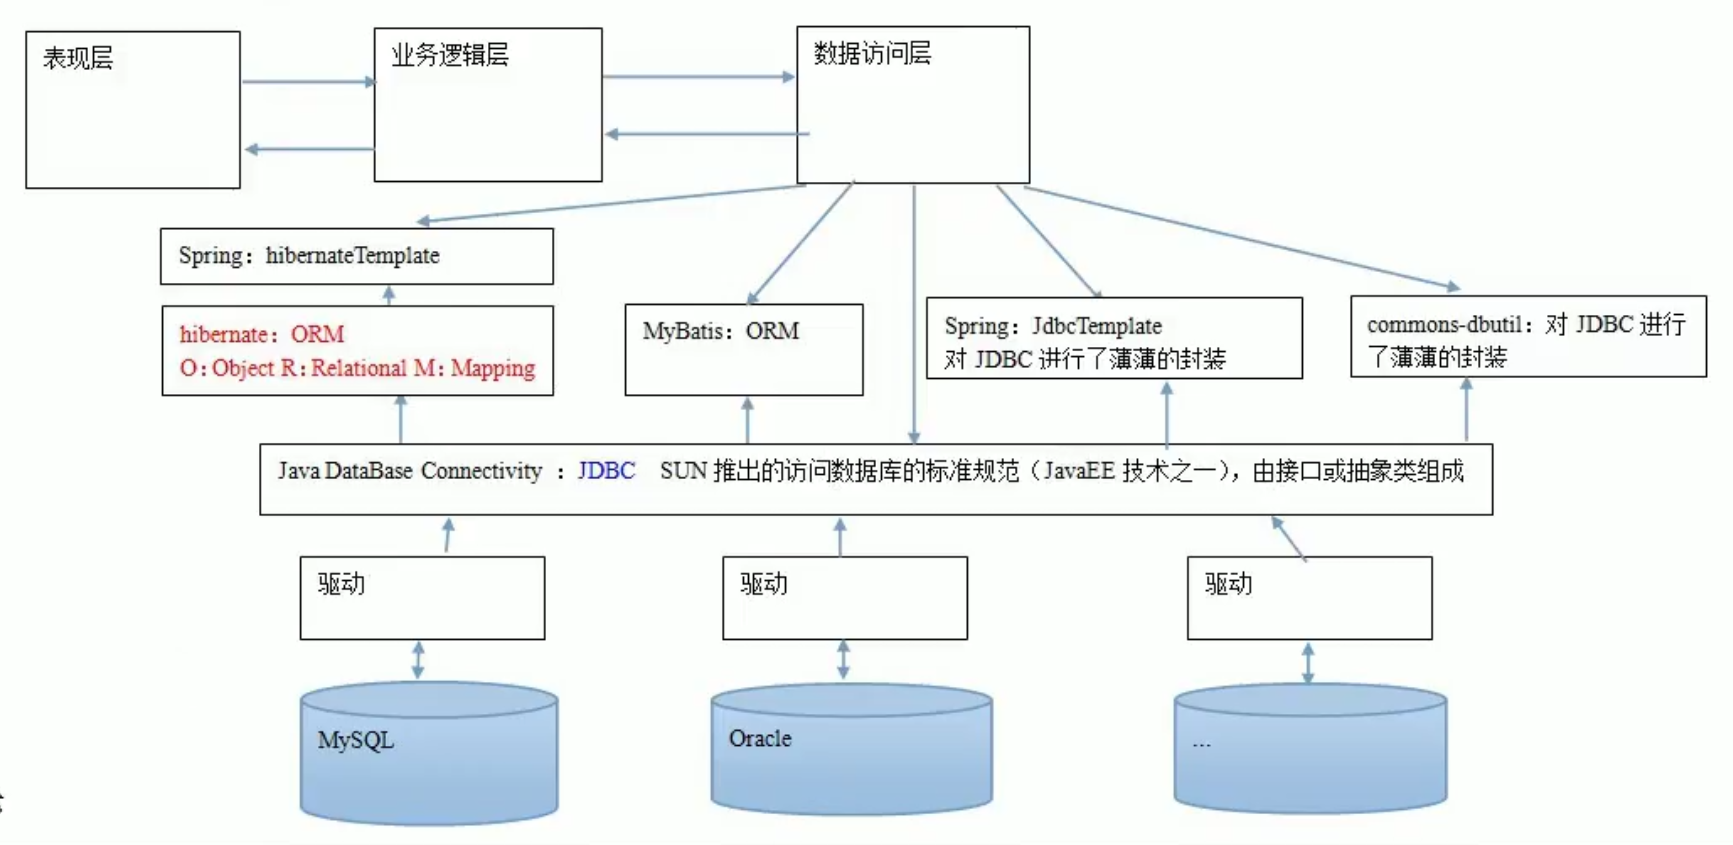 表现层
业务逻辑层
数据访问层
Spring：hibernateTemplate
hibernate：ORM
O：Object R：Relational M：Mapping
MyBatis：ORM
Spring：JdbcTemplate
对 JDBC 进行了薄薄的封装
commons-dbutil：对 JDBC 进行
了薄薄的封装
Java DataBase Connectivity ：JDBC SUN 推出的访问数据库的标准规范（JavaEE 技术之一），由接口或抽象类组成
驱动
驱动
驱动
MySQL
Oracle
...